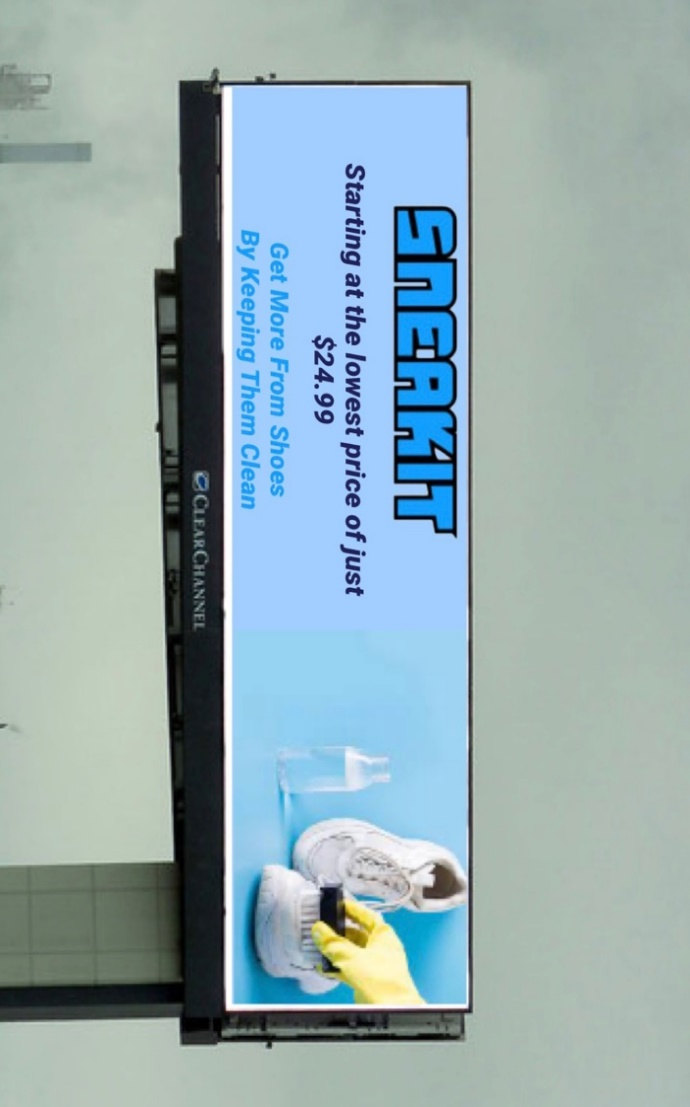 SNEAKIT
Starting at the lowest price of just
$24.99
Get More From Shoes
By Keeping Them Clean
CLEARCHANNEL